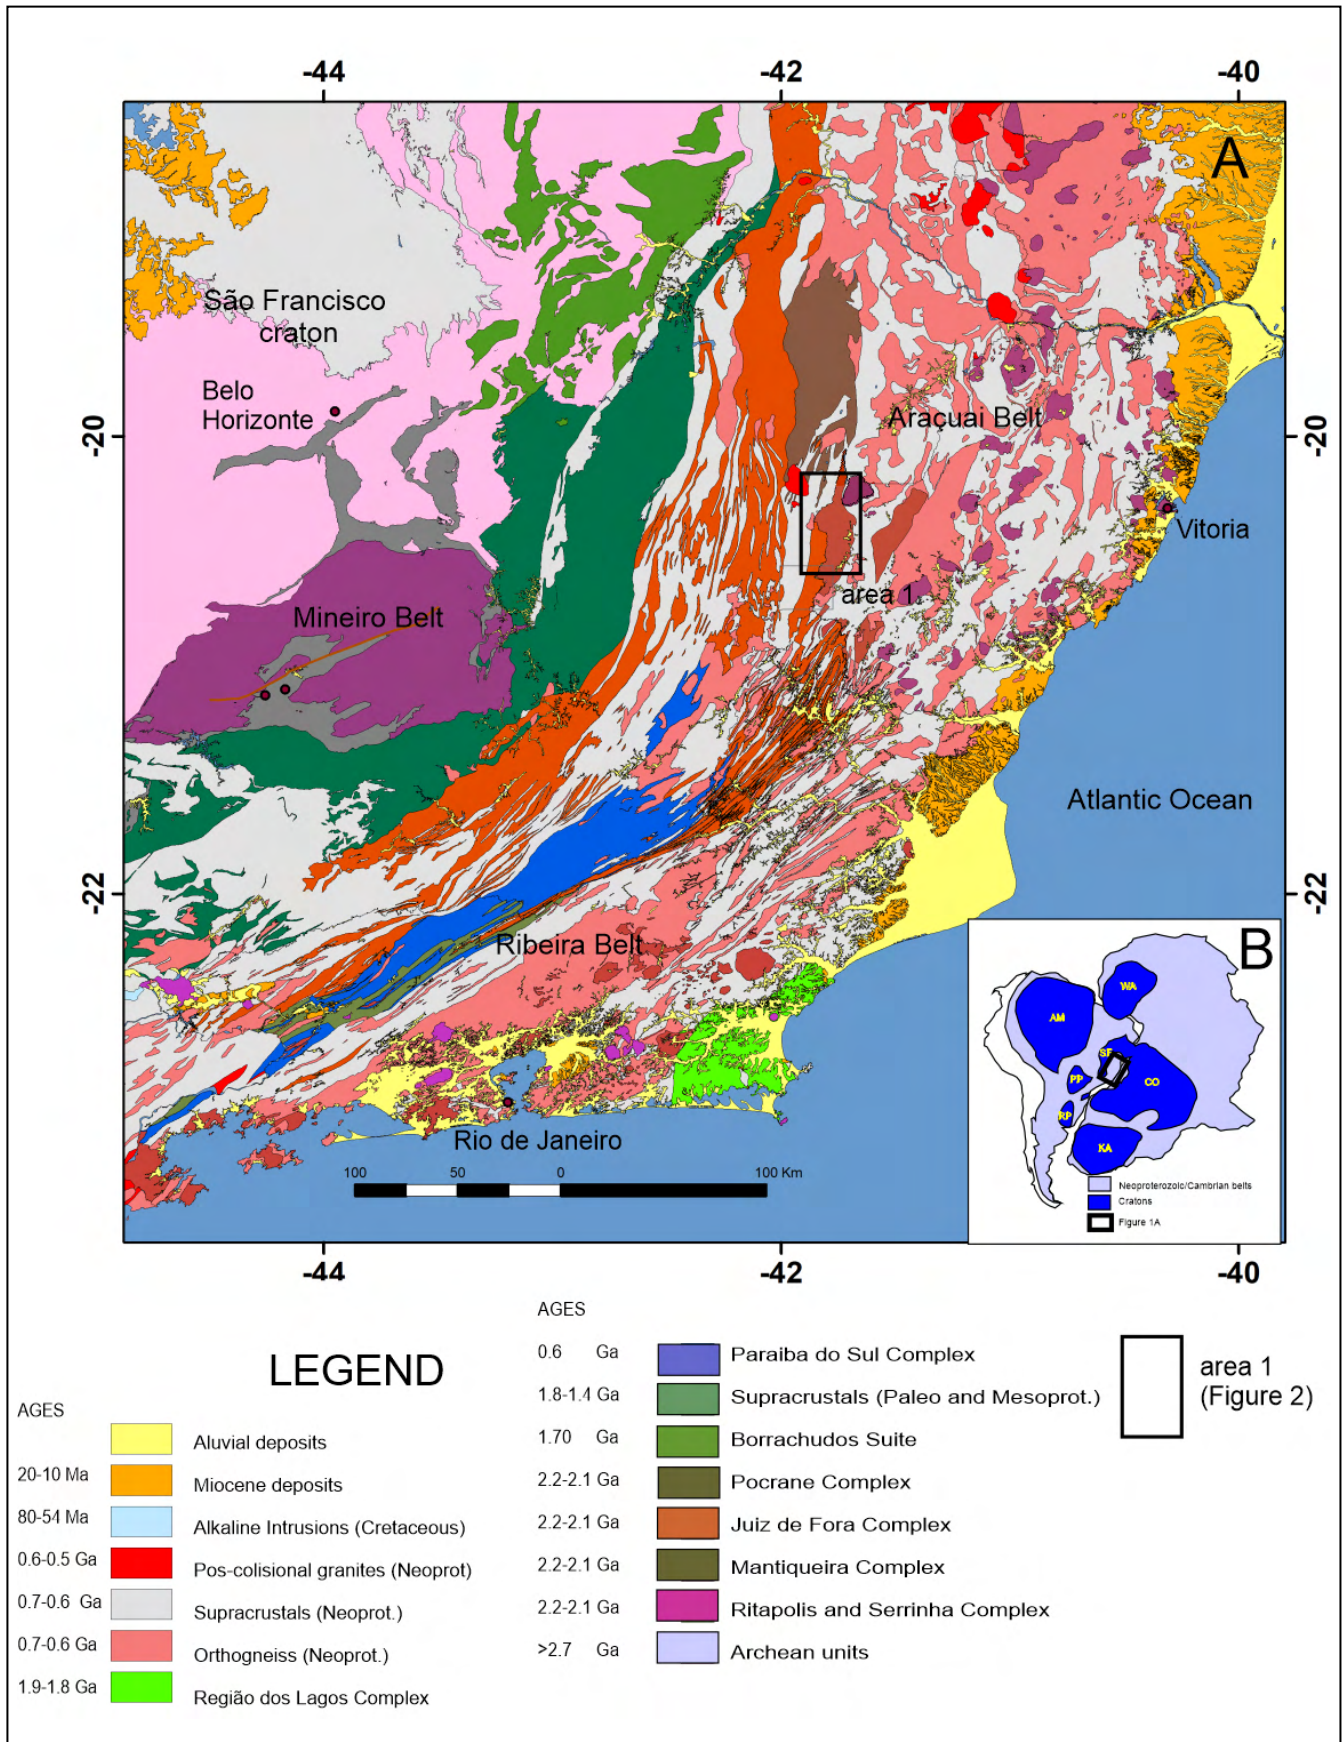 -44
-42
-40
A
São Francisco
craton
Belo
Horizonte
-20
-20
Araçuai Belt
Vitoria
area 1
Mineiro Belt
Atlantic Ocean
-22
-22
Ribeira Belt
B
WA
AM
SF
CO
PP
RP
KA
Neoproterozoic/Cambrian belts
Cratons
Figure 1A
Rio de Janeiro
100 50 0 100 Km
-44
-42
-40
LEGEND
AGES
Aluvial deposits
20-10 Ma Miocene deposits
80-54 Ma Alkaline Intrusions (Cretaceous)
0.6-0.5 Ga Pos-colisional granites (Neoprot)
0.7-0.6 Ga Supracrustals (Neoprot.)
0.7-0.6 Ga Orthogneiss (Neoprot.)
1.9-1.8 Ga Região dos Lagos Complex
AGES
0.6 Ga Paraiba do Sul Complex
1.8-1.4 Ga Supracrustals (Paleo and Mesoprot.)
1.70 Ga Borrachudos Suite
2.2-2.1 Ga Pocrane Complex
2.2-2.1 Ga Juiz de Fora Complex
2.2-2.1 Ga Mantiqueira Complex
2.2-2.1 Ga Ritapolis and Serrinha Complex
>2.7 Ga Archean units
area 1
(Figure 2)